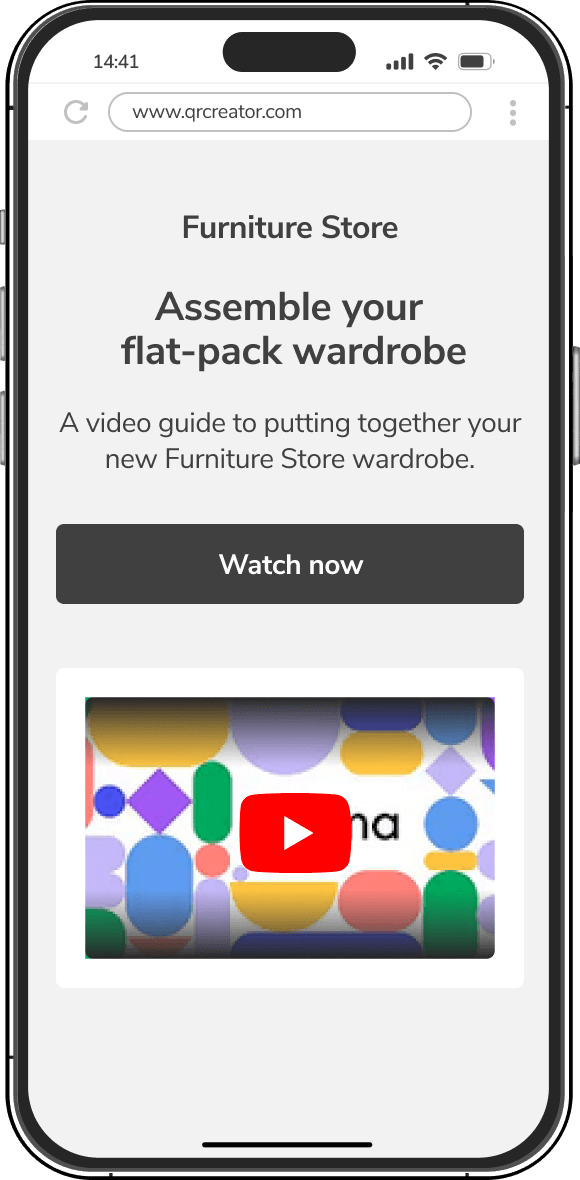 14:41
www.qrcreator.com
Furniture Store
Assemble your
flat-pack wardrobe
A video guide to putting together your
new Furniture Store wardrobe.
Watch now